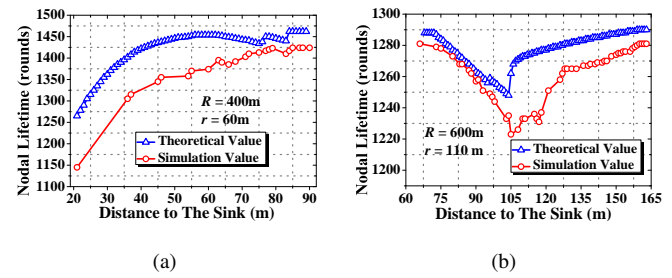 Nodal Lifetime (rounds)
1600
1550
1500
1450
1400
1350
1300
1250
1200
1150
1100
R = 400m
r = 60m
Theoretical Value
Simulation Value
20 30 40 50 60 70 80 90
Distance to The Sink (m)
(a)
Nodal Lifetime (rounds)
1300
1280
1260
1240
1220
1200
R = 600m
r = 110 m
Theoretical Value
Simulation Value
60 75 90 105 120 135 150 165
Distance to The Sink (m)
(b)